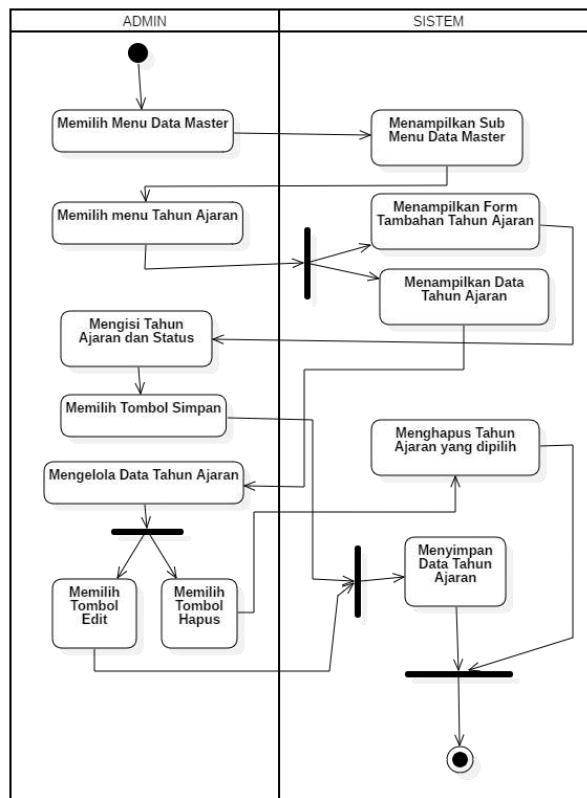 ADMIN
SISTEM
Memilih Menu Data Master
Menampilkan Sub
Menu Data Master
Memilih menu Tahun Ajaran
Menampilkan Form
Tambahan Tahun Ajaran
Menampilkan Data
Tahun Ajaran
Mengisi Tahun
Ajaran dan Status
Memilih Tombol Simpan
Menghapus Tahun
Ajaran yang dipilih
Mengelola Data Tahun Ajaran
Menyimpan
Data Tahun
Ajaran
Memilih
Tombol
Edit
Memilih
Tombol
Hapus